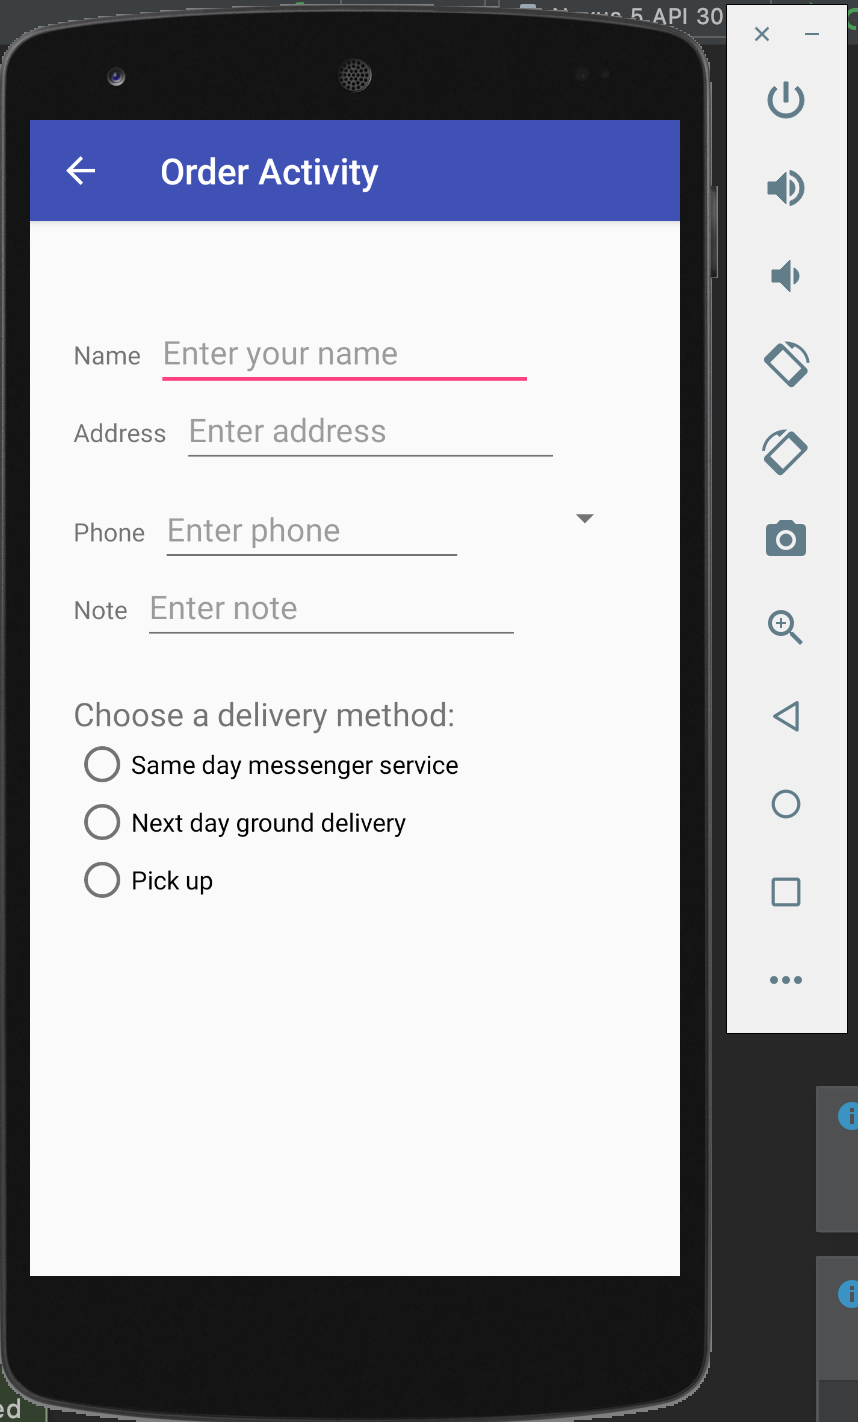 5 API 30
Order Activity
Name Enter your name
Address Enter address
Phone Enter phone
Note Enter note
Choose a delivery method:
Same day messenger service
Next day ground delivery
Pick up
ed